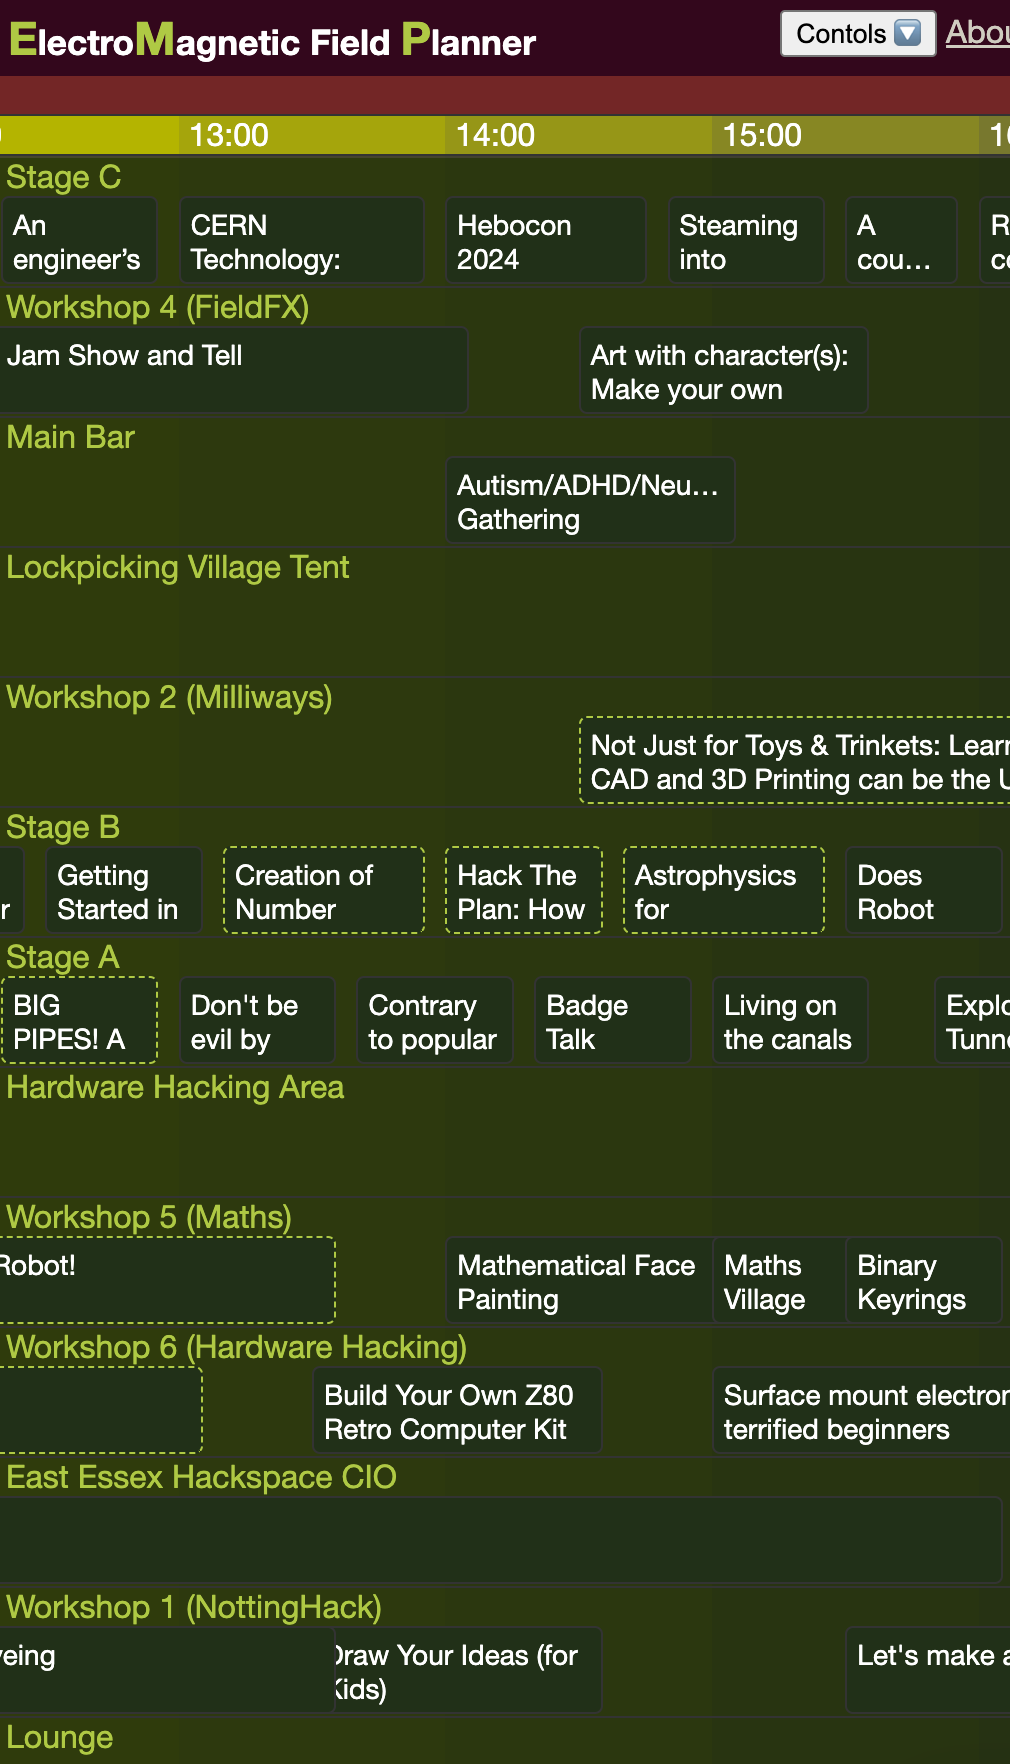 ElectroMagnetic Field Planner
Contols
Abou
13:00 14:00 15:00
Stage C
An engineer’s
CERN Technology:
Hebocon 2024
Steaming into
A cou…
Workshop 4 (FieldFX)
Jam Show and Tell
Art with character(s):
Make your own
Main Bar
Autism/ADHD/Neu…
Gathering
Lockpicking Village Tent
Workshop 2 (Milliways)
Not Just for Toys & Trinkets: Lear
CAD and 3D Printing can be the U
Stage B
Getting
Started in
Creation of
Number
Hack The
Plan: How
Astrophysics
for
Does
Robot
Stage A
BIG
PIPES! A
Don't be
evil by
Contrary
to popular
Badge
Talk
Living on
the canals
Explo
Tunne
Hardware Hacking Area
Workshop 5 (Maths)
Robot!
Mathematical Face
Painting
Maths
Village
Binary
Keyrings
Workshop 6 (Hardware Hacking)
Build Your Own Z80
Retro Computer Kit
Surface mount electror
terrified beginners
East Essex Hackspace CIO
Workshop 1 (NottingHack)
eing
Draw Your Ideas (for
Kids)
Let's make a
Lounge